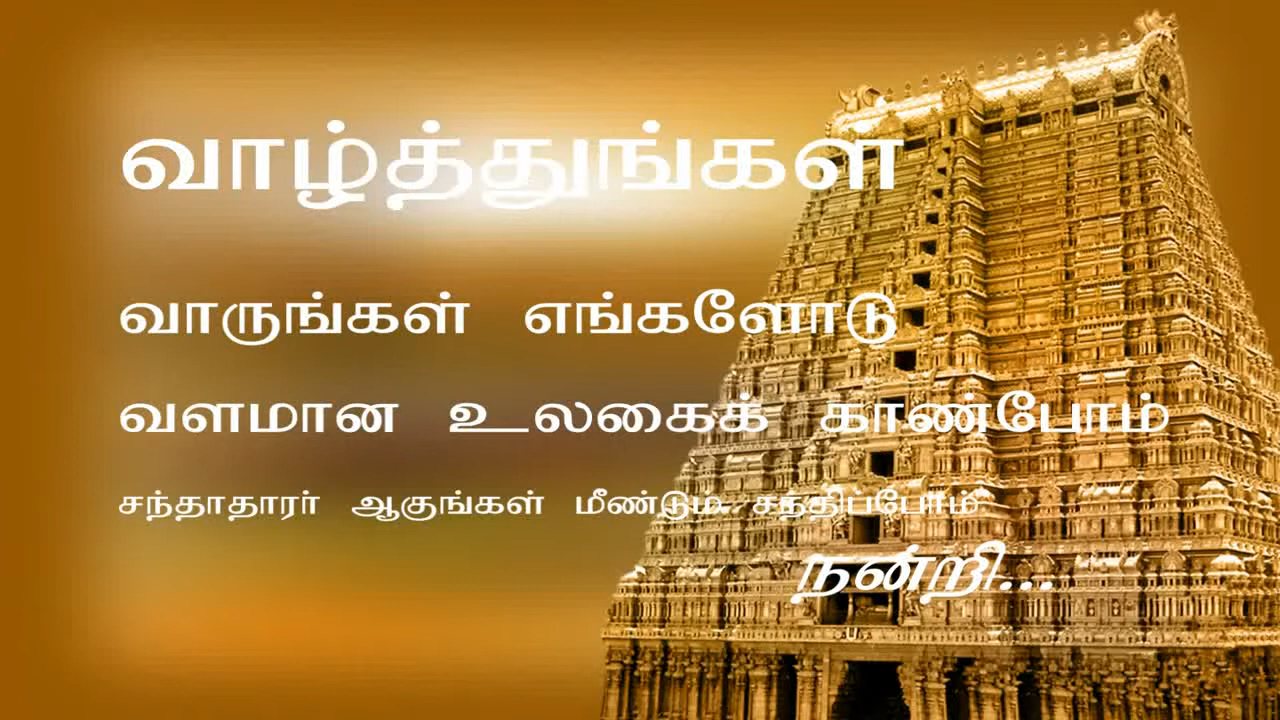 வாழ்த்துங்கள
வாருங்கள் எங்களோடு
வளமான உலகைக் காண்போம்
சந்தாதாரர் ஆகுங்கள் மீண்டும் சந்திப்போம்
நன்றி...